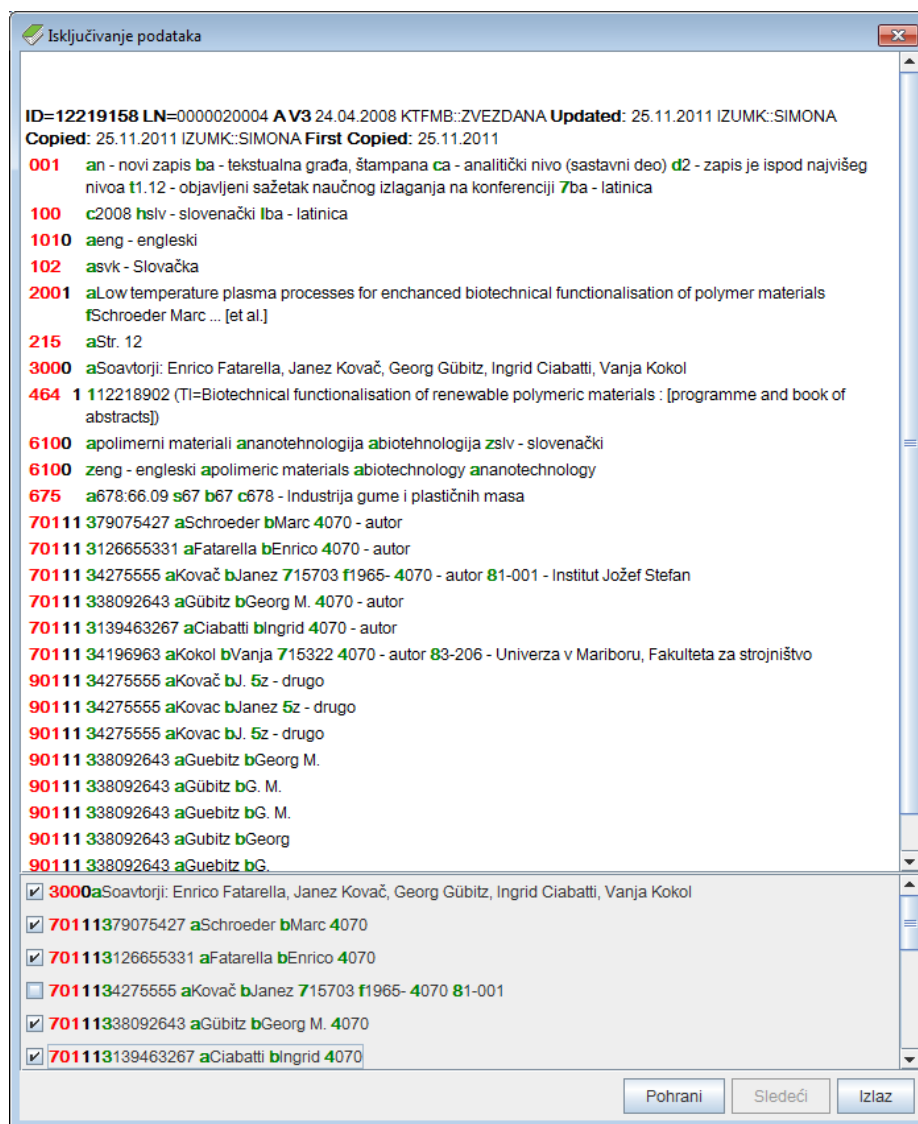 Isključivanje podataka
ID=12219158 LN=0000020004 A V3 24.04.2008 KTFMB::ZVEZDANA Updated: 25.11.2011 IZUMK::SIMONA
Copied: 25.11.2011 IZUMK::SIMONA First Copied: 25.11.2011
001 an - novi zapis ba - tekstualna građa, štampana ca - analitički nivo (sastavni deo) d2 - zapis je ispod najvišeg
nivoa t1.12 - objavljeni sažetak naučnog izlaganja na konferenciji 7ba - latinica
100 c2008 hslv - slovenački lba - latinica
1010 aeng - engleski
102 asvk - Slovačka
2001 aLow temperature plasma processes for enchanced biotechnical functionalisation of polymer materials
fSchroeder Marc ... [et al.]
215 aStr. 12
3000 aSoavtorji: Enrico Fatarella, Janez Kovač, Georg Gübitz, Ingrid Ciabatti, Vanja Kokol
464 1 112218902 (TI=Biotechnical functionalisation of renewable polymeric materials : [programme and book of
abstracts])
6100 apolimerni materiali ananotehnologija abiotehnologija zslv - slovenački
6100 zeng - engleski apolimeric materials abiotechnology ananotechnology
675 a678:66.09 s67 b67 c678 - Industrija gume i plastičnih masa
70111 379075427 aSchroeder bMarc 4070 - autor
70111 3126655331 aFatarella bEnrico 4070 - autor
70111 34275555 aKovač bJanez 715703 f1965- 4070 - autor 81-001 - Institut Jožef Stefan
70111 338092643 aGübitz bGeorg M. 4070 - autor
70111 3139463267 aCiabatti bIngrid 4070 - autor
70111 34196963 aKokol bVanja 715322 4070 - autor 83-206 - Univerza v Mariboru, Fakulteta za strojništvo
90111 34275555 aKovač bJ. 5z - drugo
90111 34275555 aKovac bJanez 5z - drugo
90111 34275555 aKovac bJ. 5z - drugo
90111 338092643 aGuebitz bGeorg M.
90111 338092643 aGübitz bG. M.
90111 338092643 aGuebitz bG. M.
90111 338092643 aGubitz bGeorg
90111 338092643 aGuebitz bG.
3000aSoavtorji: Enrico Fatarella, Janez Kovač, Georg Gübitz, Ingrid Ciabatti, Vanja Kokol
70111379075427 aSchroeder bMarc 4070
701113126655331 aFatarella bEnrico 4070
7011134275555 aKovač bJanez 715703 f1965- 4070 81-001
70111338092643 aGübitz bGeorg M. 4070
701113139463267 aCiabatti bIngrid 4070
Pohrani Sledeći Izlaz